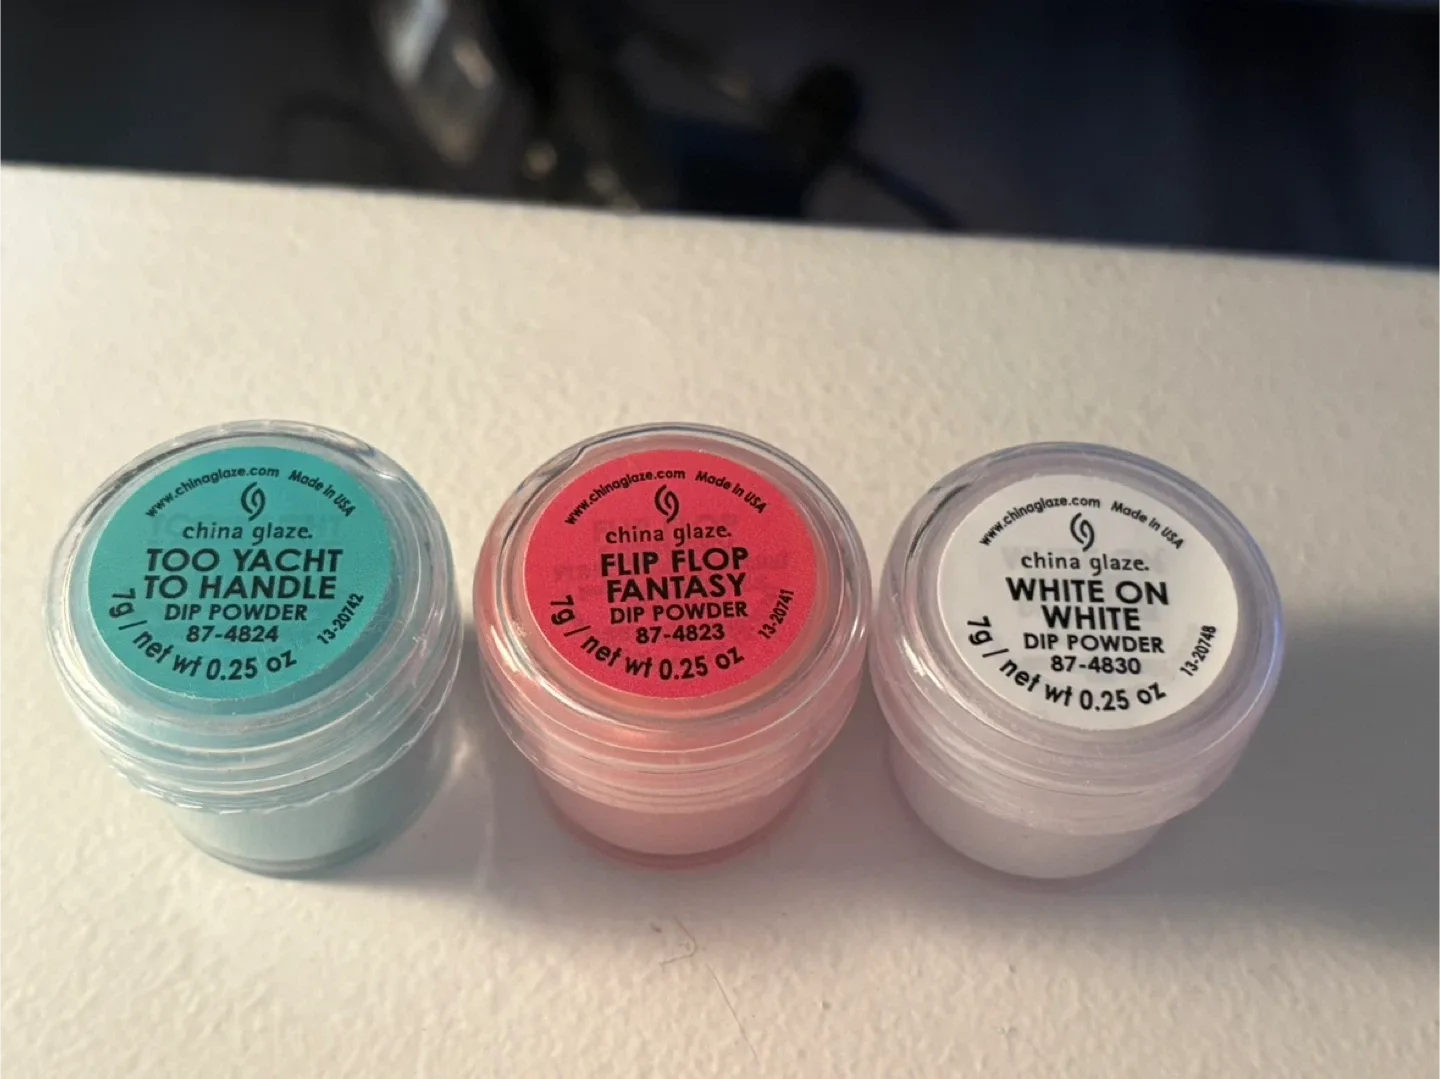 www.chinaglaze.com Made in USA
china glaze.
TOO YACHT
TO HANDLE
DIP POWDER
87-4824
7g / net wt 0.25 oz
13-20742
www.chinaglaze.com Made in USA
china glaze.
FLIP FLOP
FANTASY
DIP POWDER
87-4823
7g / net wt 0.25 oz
13-20741
www.chinaglaze.com Made in USA
china glaze.
WHITE ON
WHITE
DIP POWDER
87-4830
7g / net wt 0.25 oz
13-20748